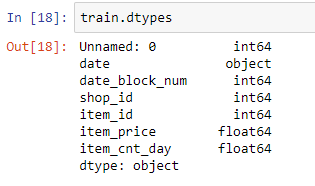 In [18]: train.dtypes
Out[18]: Unnamed: 0 int64
date object
date_block_num int64
shop_id int64
item_id int64
item_price float64
item_cnt_day float64
dtype: object